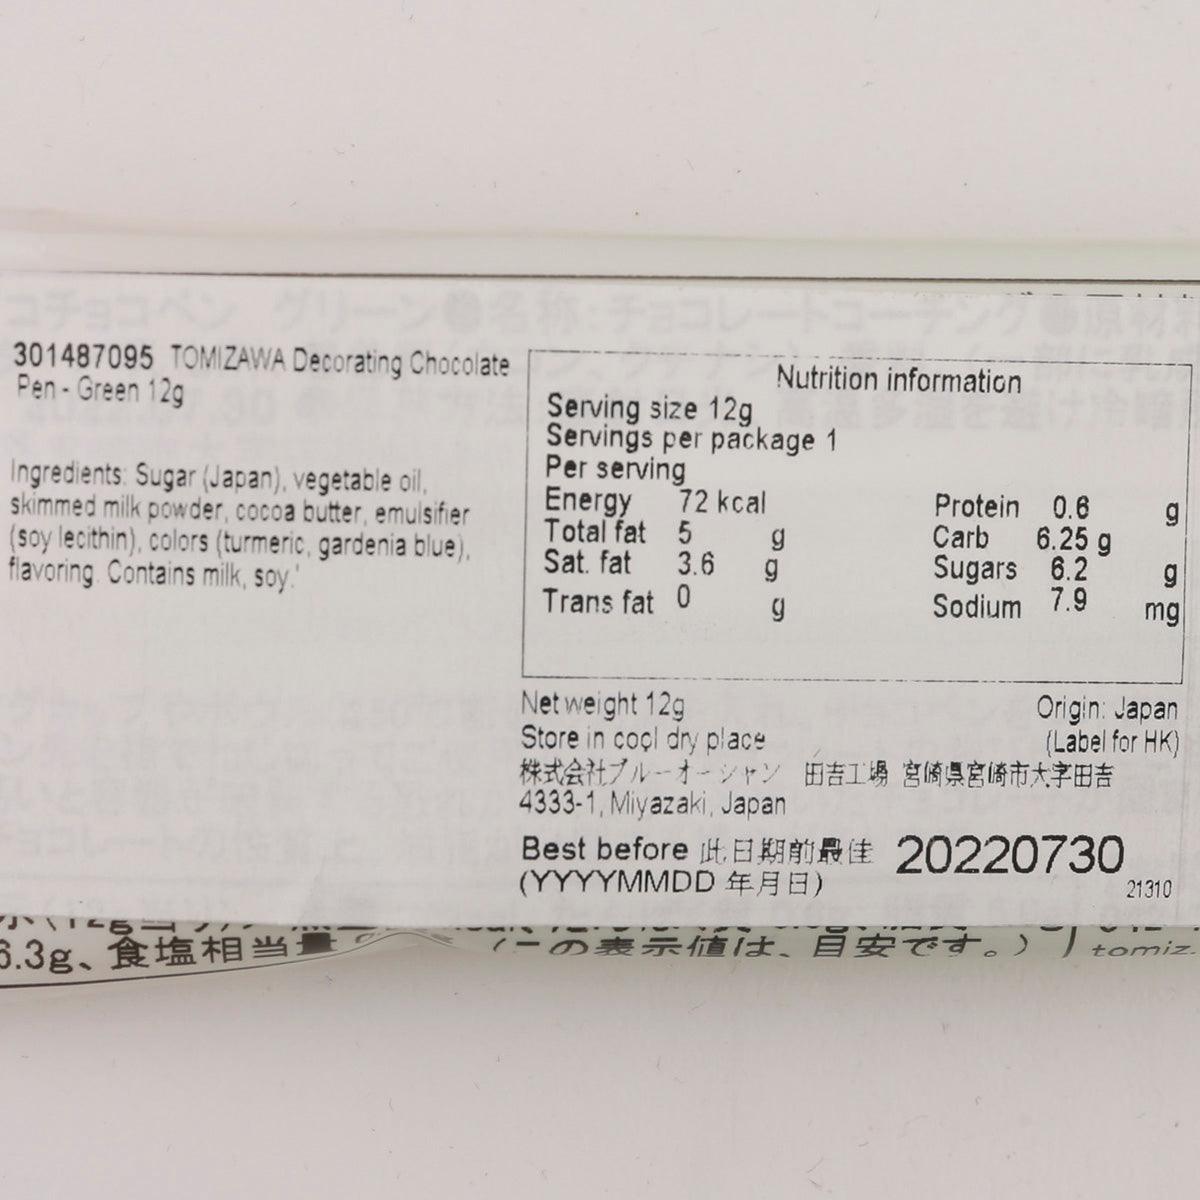 コチョコペン グリーン●名称:チョコレートコーチング●原材料
301487095 TOMIZAWA Decorating Chocolate
Pen - Green 12g
Ingredients: Sugar (Japan), vegetable oil,
skimmed milk powder, cocoa butter, emulsifier
(soy lecithin), colors (turmeric, gardenia blue),
flavoring. Contains milk, soy.'
Nutrition information
Serving size 12g
Servings per package 1
Per serving
Energy 72 kcal
Total fat 5 g
Sat. fat 3.6 g
Trans fat 0 g
Protein 0.6 g
Carb 6.25 g
Sugars 6.2 g
Sodium 7.9 mg
Net weight 12g
Origin: Japan
Store in cool dry place
(Label for HK)
株式会社ブルーオーシャン 田吉工場 宮崎県宮崎市大字田吉
4333-1, Miyazaki, Japan
Best before 此日期前最佳 20220730
(YYYYMMDD 年月日)
21310
6.3g、食塩相当量
(この表示値は、目安です。)
tomiz.